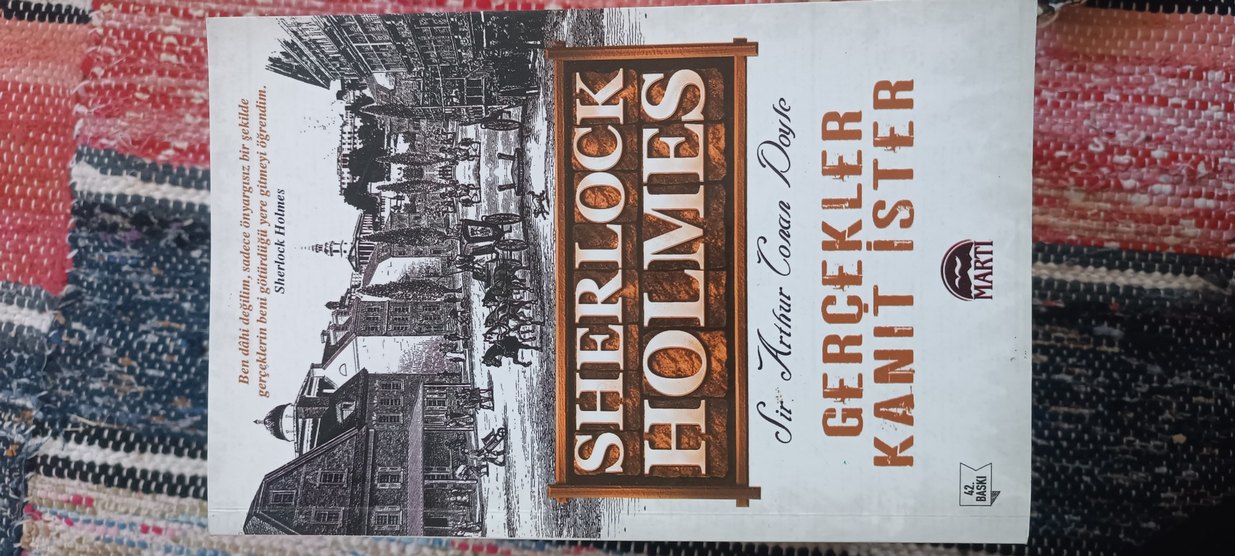 Ben dâhi değilim, sadece önyargısız bir şekilde
gerçeklerin beni götürdüğü yere gitmeyi öğrendim.
Sherlock Holmes
SHERLOCK
HOLMES
Sir Arthur Conan Doyle
GERÇEKLER
KANIT İSTER
MARTI
42.
BASKI